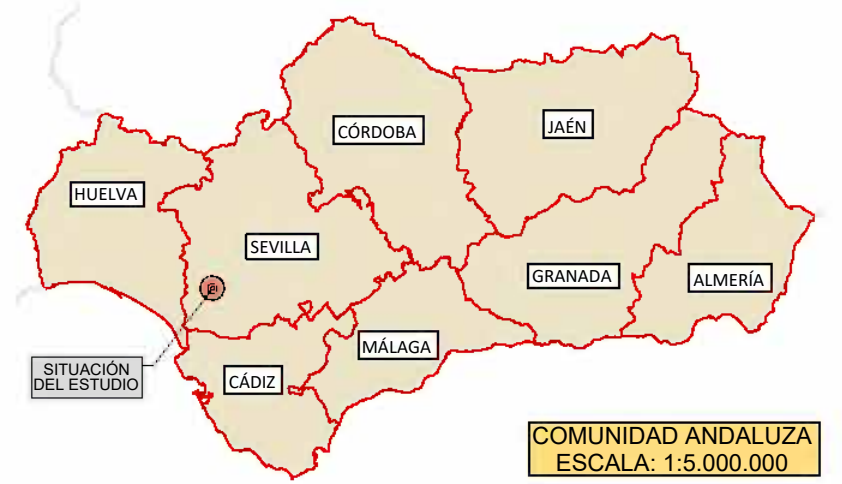 CÓRDOBA
JAÉN
HUELVA
SEVILLA
GRANADA
ALMERÍA
MÁLAGA
SITUACIÓN
DEL ESTUDIO
CÁDIZ
COMUNIDAD ANDALUZA
ESCALA: 1:5.000.000